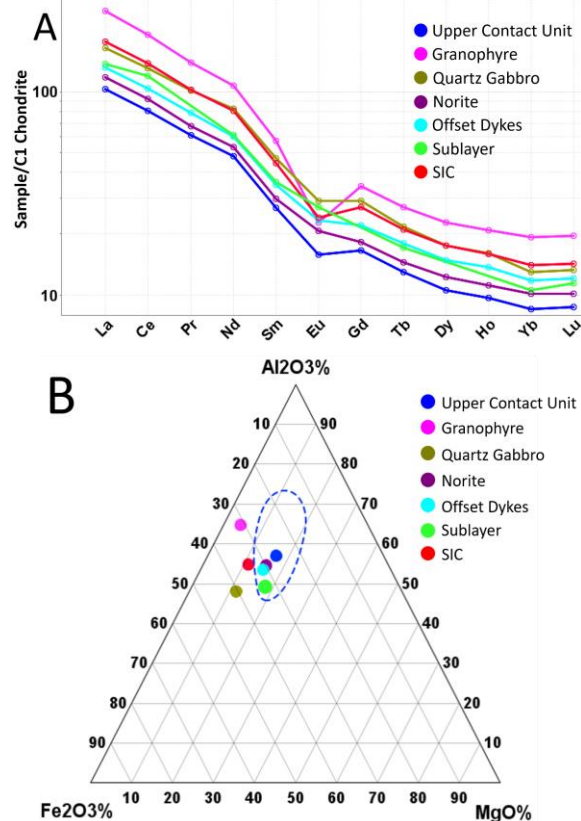 A
Sample/C1 Chondrite
100
10
Upper Contact Unit
Granophyre
Quartz Gabbro
Norite
Offset Dykes
Sublayer
SIC
La Ce Pr Nd Sm Eu Gd Tb Dy Ho Yb Lu
B
Al2O3%
Upper Contact Unit
Granophyre
Quartz Gabbro
Norite
Offset Dykes
Sublayer
SIC
10 90
20 80
30 70
40 60
50 50
60 40
70 30
80 20
90 10
Fe2O3% 10 20 30 40 50 60 70 80 90 MgO%